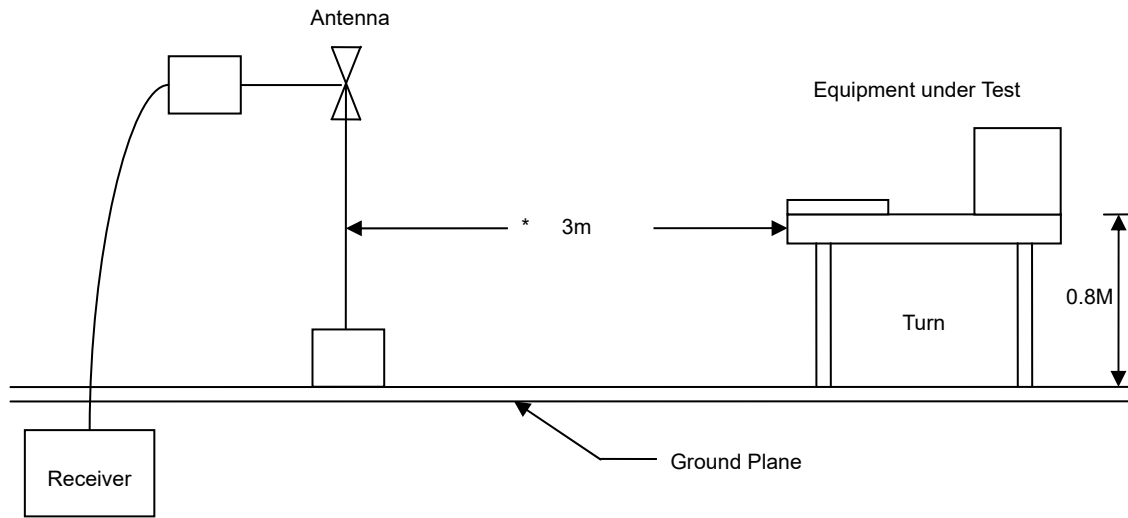 Antenna
Equipment under Test
* 3m
0.8M
Turn
Ground Plane
Receiver